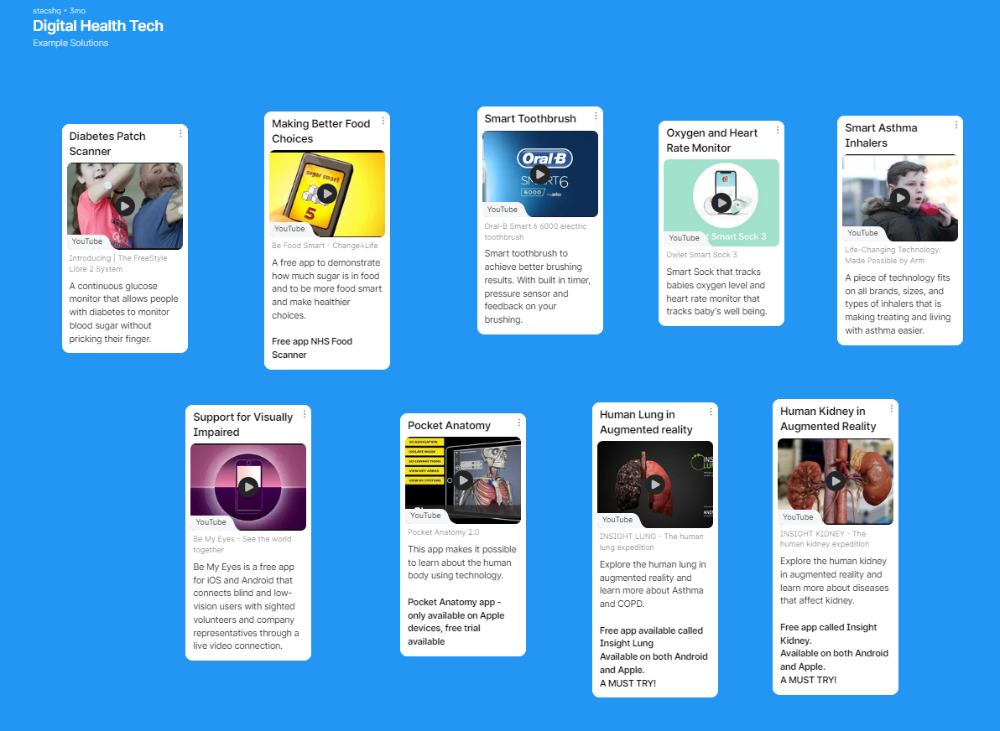 stacshq • 3mo
Digital Health Tech
Example Solutions
Diabetes Patch
Scanner
YouTube
Introducing | The FreeStyle
Libre 2 System
A continuous glucose
monitor that allows people
with diabetes to monitor
blood sugar without
pricking their finger.
Making Better Food
Choices
sugar smart
5
YouTube
Be Food Smart - Change4Life
A free app to demonstrate
how much sugar is in food
and to be more food smart
and make healthier
choices.
Free app NHS Food
Scanner
Smart Toothbrush
Oral-B
6000
YouTube
Oral-B Smart 6 6000 electric
toothbrush
Smart toothbrush to
achieve better brushing
results. With built in timer,
pressure sensor and
feedback on your
brushing.
Oxygen and Heart
Rate Monitor
Smart Sock 3
YouTube
Owlet Smart Sock 3
Smart Sock that tracks
babies oxygen level and
heart rate monitor that
tracks baby's well being.
Smart Asthma
Inhalers
YouTube
Life-Changing Technology:
Made Possible by Arm
A piece of technology fits
on all brands, sizes, and
types of inhalers that is
making treating and living
with asthma easier.
Support for Visually
Impaired
YouTube
Be My Eyes - See the world
together
Be My Eyes is a free app
for iOS and Android that
connects blind and low-
vision users with sighted
volunteers and company
representatives through a
live video connection.
Pocket Anatomy
3D NAVIGATION
ISOLATE MODE
3D CONNECTIONS
VIEW KEY AREAS
VIEW BY SYSTEMS
YouTube
Pocket Anatomy 2.0
This app makes it possible
to learn about the human
body using technology.
Pocket Anatomy app -
only available on Apple
devices, free trial
available
Human Lung in
Augmented reality
YouTube
INSIGHT LUNG - The human
lung expedition
Explore the human lung in
augmented reality and
learn more about Asthma
and COPD.
Free app available called
Insight Lung
Available on both Android
and Apple.
A MUST TRY!
Human Kidney in
Augmented Reality
YouTube
INSIGHT KIDNEY - The
human kidney expedition
Explore the human kidney
in augmented reality and
learn more about diseases
that affect kidney.
Free app called Insight
Kidney.
Available on both Android
and Apple.
A MUST TRY!